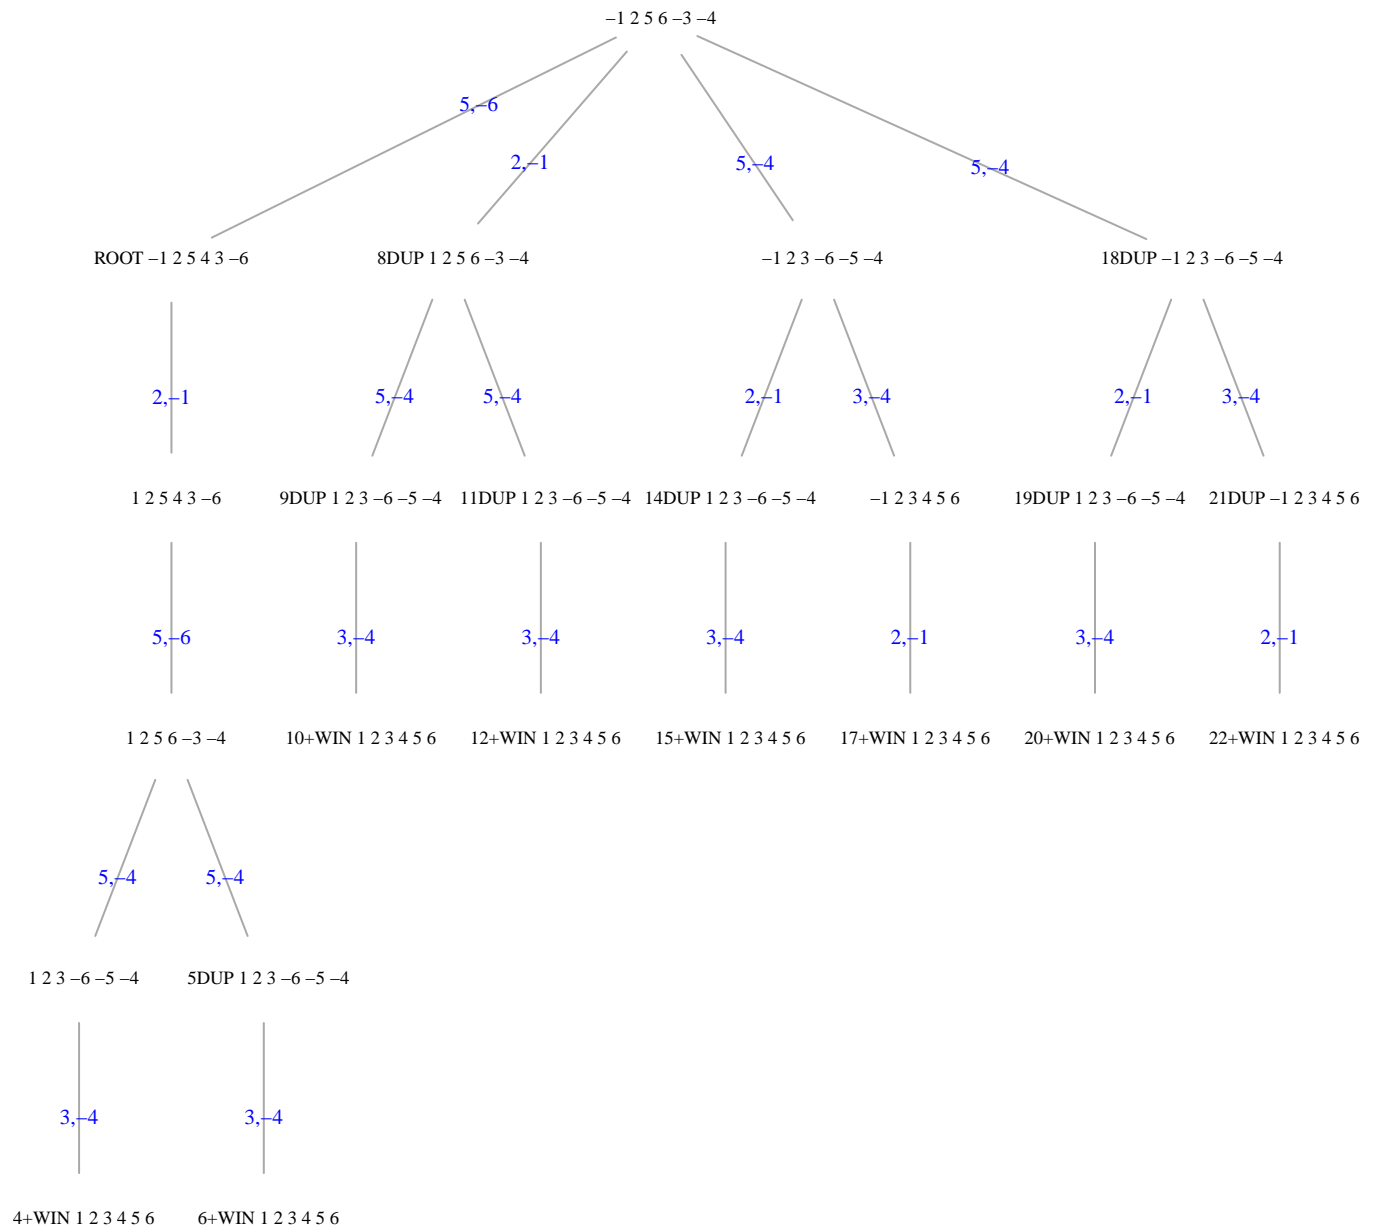 –1 2 5 6 –3 –4
5,–6
2,–1
5,–4
5,–4
ROOT –1 2 5 4 3 –6
8DUP 1 2 5 6 –3 –4
–1 2 3 –6 –5 –4
18DUP –1 2 3 –6 –5 –4
2,–1
5,–4
5,–4
2,–1
3,–4
2,–1
3,–4
1 2 5 4 3 –6
9DUP 1 2 3 –6 –5 –4
11DUP 1 2 3 –6 –5 –4
14DUP 1 2 3 –6 –5 –4
–1 2 3 4 5 6
19DUP 1 2 3 –6 –5 –4
21DUP –1 2 3 4 5 6
5,–6
3,–4
3,–4
3,–4
2,–1
3,–4
2,–1
1 2 5 6 –3 –4
10+WIN 1 2 3 4 5 6
12+WIN 1 2 3 4 5 6
15+WIN 1 2 3 4 5 6
17+WIN 1 2 3 4 5 6
20+WIN 1 2 3 4 5 6
22+WIN 1 2 3 4 5 6
5,–4
5,–4
1 2 3 –6 –5 –4
5DUP 1 2 3 –6 –5 –4
3,–4
3,–4
4+WIN 1 2 3 4 5 6
6+WIN 1 2 3 4 5 6